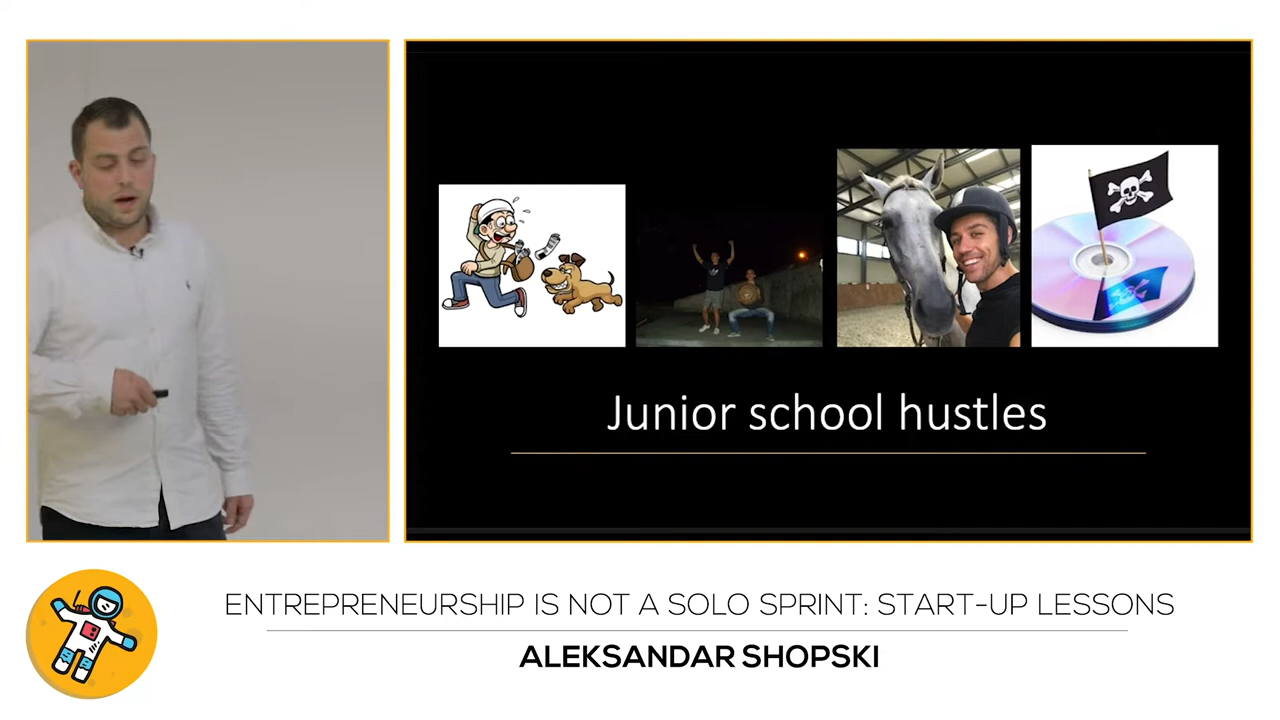 Junior school hustles
ENTREPRENEURSHIP IS NOT A SOLO SPRINT: START-UP LESSONS
ALEKSANDAR SHOPSKI